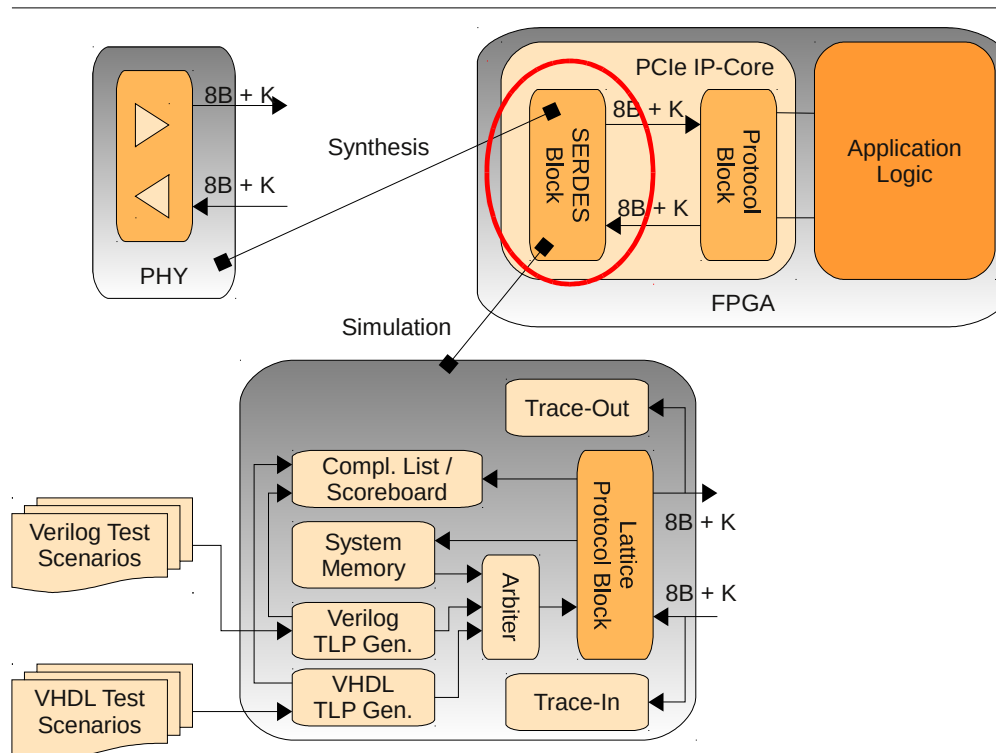 PCIe IP-Core
8B + K
8B + K
Synthesis
SERDES
Block
Protocol
Block
Application
Logic
8B + K
8B + K
PHY
FPGA
Simulation
Trace-Out
Compl. List /
Scoreboard
Lattice
Protocol Block
8B + K
Verilog Test
Scenarios
System
Memory
Arbiter
8B + K
Verilog
TLP Gen.
VHDL Test
Scenarios
VHDL
TLP Gen.
Trace-In